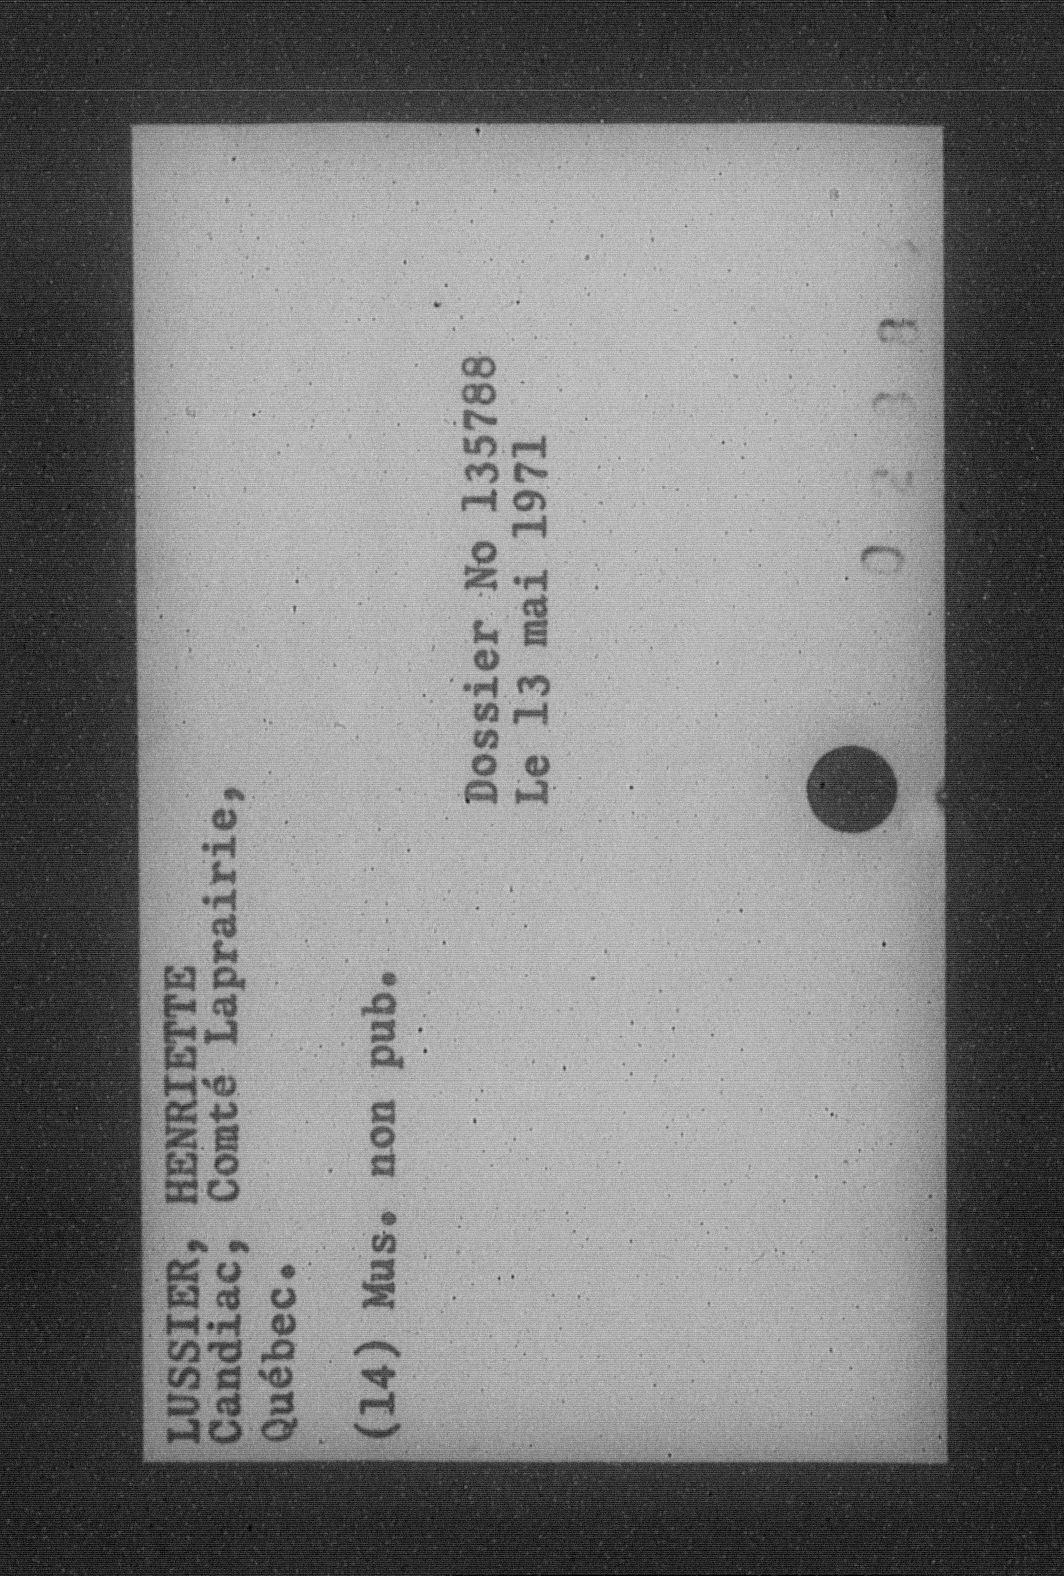 LUSSIER, HENRIETTE
Candiac, Comté Laprairie,
Québec.
(14) Mus. non pub.
Dossier No 135788
Le 13 mai 1971